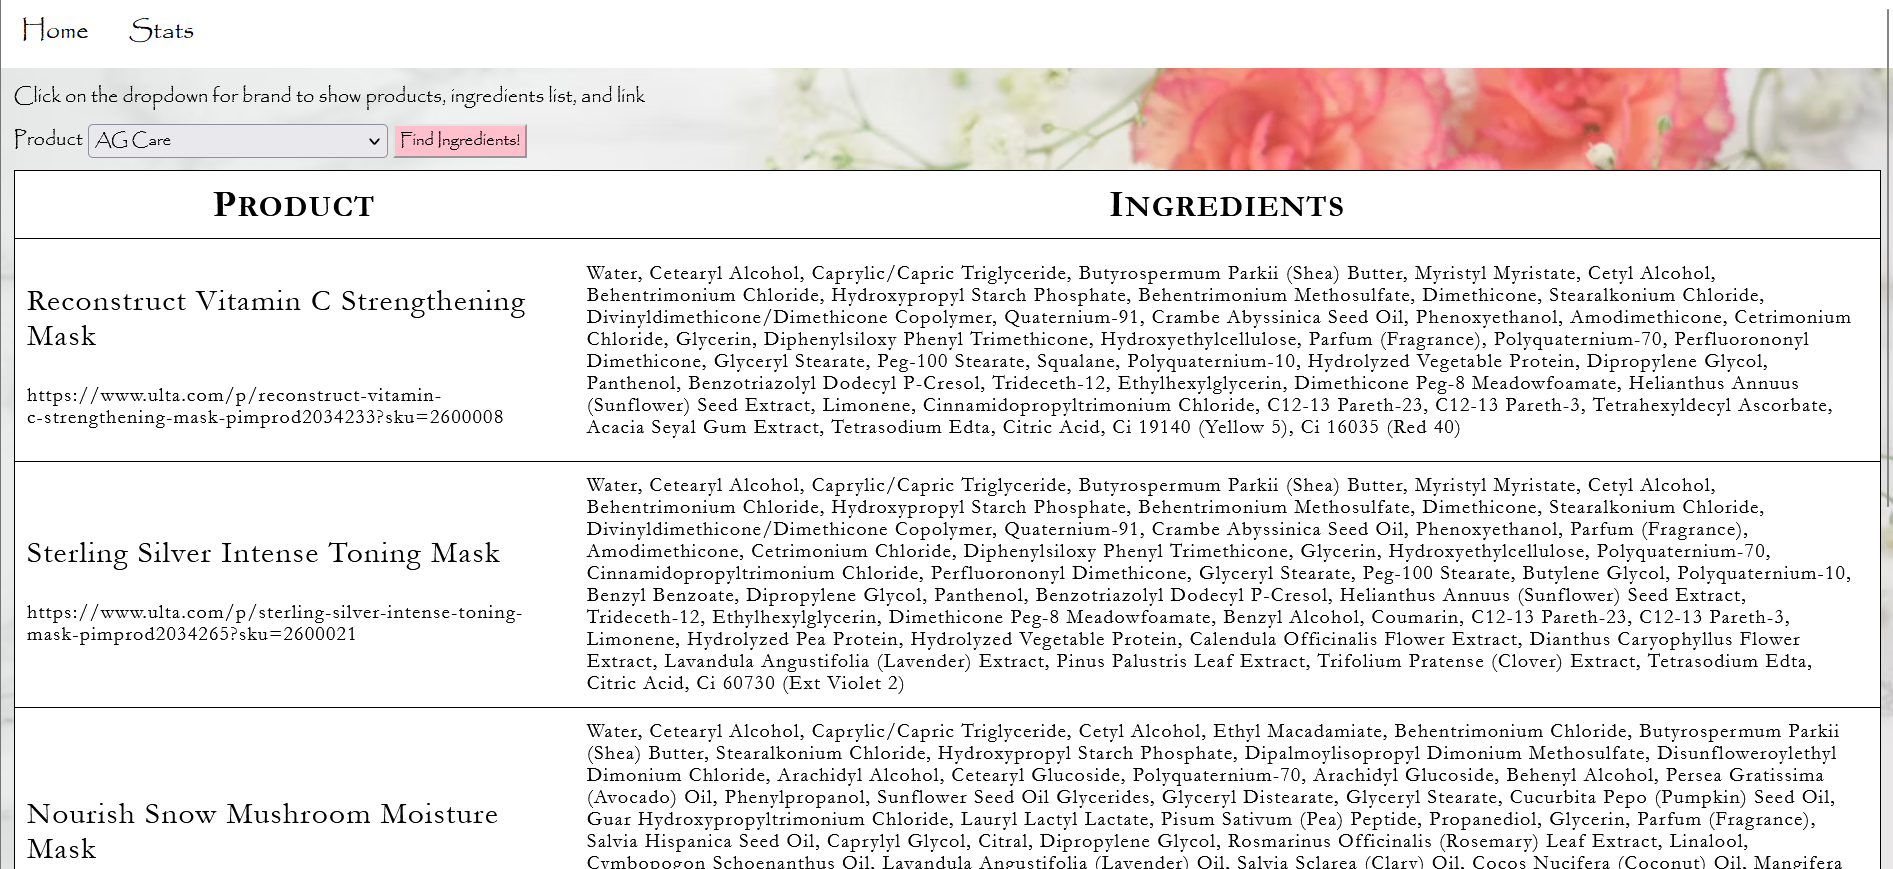 Home Stats
Click on the dropdown for brand to show products, ingredients list, and link
Product AG Care Find Ingredients!
Product Ingredients
Reconstruct Vitamin C Strengthening
Mask
https://www.ulta.com/p/reconstruct-vitamin-
c-strengthening-mask-pimprod2034233?sku=2600008
Water, Cetearyl Alcohol, Caprylic/Capric Triglyceride, Butyrospermum Parkii (Shea) Butter, Myristyl Myristate, Cetyl Alcohol,
Behentrimonium Chloride, Hydroxypropyl Starch Phosphate, Behentrimonium Methosulfate, Dimethicone, Stearalkonium Chloride,
Divinyldimethicone/Dimethicone Copolymer, Quaternium-91, Crambe Abyssinica Seed Oil, Phenoxyethanol, Amodimethicone, Cetrimonium
Chloride, Glycerin, Diphenylsiloxy Phenyl Trimethicone, Hydroxyethylcellulose, Parfum (Fragrance), Polyquaternium-70, Perfluorononyl
Dimethicone, Glyceryl Stearate, Peg-100 Stearate, Squalane, Polyquaternium-10, Hydrolyzed Vegetable Protein, Dipropylene Glycol,
Panthenol, Benzotriazolyl Dodecyl P-Cresol, Trideceth-12, Ethylhexylglycerin, Dimethicone Peg-8 Meadowfoamate, Helianthus Annuus
(Sunflower) Seed Extract, Limonene, Cinnamidopropyltrimonium Chloride, C12-13 Pareth-23, C12-13 Pareth-3, Tetrahexyldecyl Ascorbate,
Acacia Seyal Gum Extract, Tetrasodium Edta, Citric Acid, Ci 19140 (Yellow 5), Ci 16035 (Red 40)
Sterling Silver Intense Toning Mask
https://www.ulta.com/p/sterling-silver-intense-toning-
mask-pimprod2034265?sku=2600021
Water, Cetearyl Alcohol, Caprylic/Capric Triglyceride, Butyrospermum Parkii (Shea) Butter, Myristyl Myristate, Cetyl Alcohol,
Behentrimonium Chloride, Hydroxypropyl Starch Phosphate, Behentrimonium Methosulfate, Dimethicone, Stearalkonium Chloride,
Divinyldimethicone/Dimethicone Copolymer, Quaternium-91, Crambe Abyssinica Seed Oil, Phenoxyethanol, Parfum (Fragrance),
Amodimethicone, Cetrimonium Chloride, Diphenylsiloxy Phenyl Trimethicone, Glycerin, Hydroxyethylcellulose, Polyquaternium-70,
Cinnamidopropyltrimonium Chloride, Perfluorononyl Dimethicone, Glyceryl Stearate, Peg-100 Stearate, Butylene Glycol, Polyquaternium-10,
Benzyl Benzoate, Dipropylene Glycol, Panthenol, Benzotriazolyl Dodecyl P-Cresol, Helianthus Annuus (Sunflower) Seed Extract,
Trideceth-12, Ethylhexylglycerin, Dimethicone Peg-8 Meadowfoamate, Benzyl Alcohol, Coumarin, C12-13 Pareth-23, C12-13 Pareth-3,
Limonene, Hydrolyzed Pea Protein, Hydrolyzed Vegetable Protein, Calendula Officinalis Flower Extract, Dianthus Caryophyllus Flower
Extract, Lavandula Angustifolia (Lavender) Extract, Pinus Palustris Leaf Extract, Trifolium Pratense (Clover) Extract, Tetrasodium Edta,
Citric Acid, Ci 60730 (Ext Violet 2)
Nourish Snow Mushroom Moisture
Mask
Water, Cetearyl Alcohol, Caprylic/Capric Triglyceride, Cetyl Alcohol, Ethyl Macadamiate, Behentrimonium Chloride, Butyrospermum Parkii
(Shea) Butter, Stearalkonium Chloride, Hydroxypropyl Starch Phosphate, Dipalmoylisopropyl Dimonium Methosulfate, Disunfloweroylethyl
Dimonium Chloride, Arachidyl Alcohol, Cetearyl Glucoside, Polyquaternium-70, Arachidyl Glucoside, Behenyl Alcohol, Persea Gratissima
(Avocado) Oil, Phenylpropanol, Sunflower Seed Oil Glycerides, Glyceryl Distearate, Glyceryl Stearate, Cucurbita Pepo (Pumpkin) Seed Oil,
Guar Hydroxypropyltrimonium Chloride, Lauryl Lactyl Lactate, Pisum Sativum (Pea) Peptide, Propanediol, Glycerin, Parfum (Fragrance),
Salvia Hispanica Seed Oil, Caprylyl Glycol, Citral, Dipropylene Glycol, Rosmarinus Officinalis (Rosemary) Leaf Extract, Linalool,
Cymbopogon Schoenanthus Oil, Lavandula Angustifolia (Lavender) Oil, Salvia Sclarea (Clary) Oil, Cocos Nucifera (Coconut) Oil, Mangifera